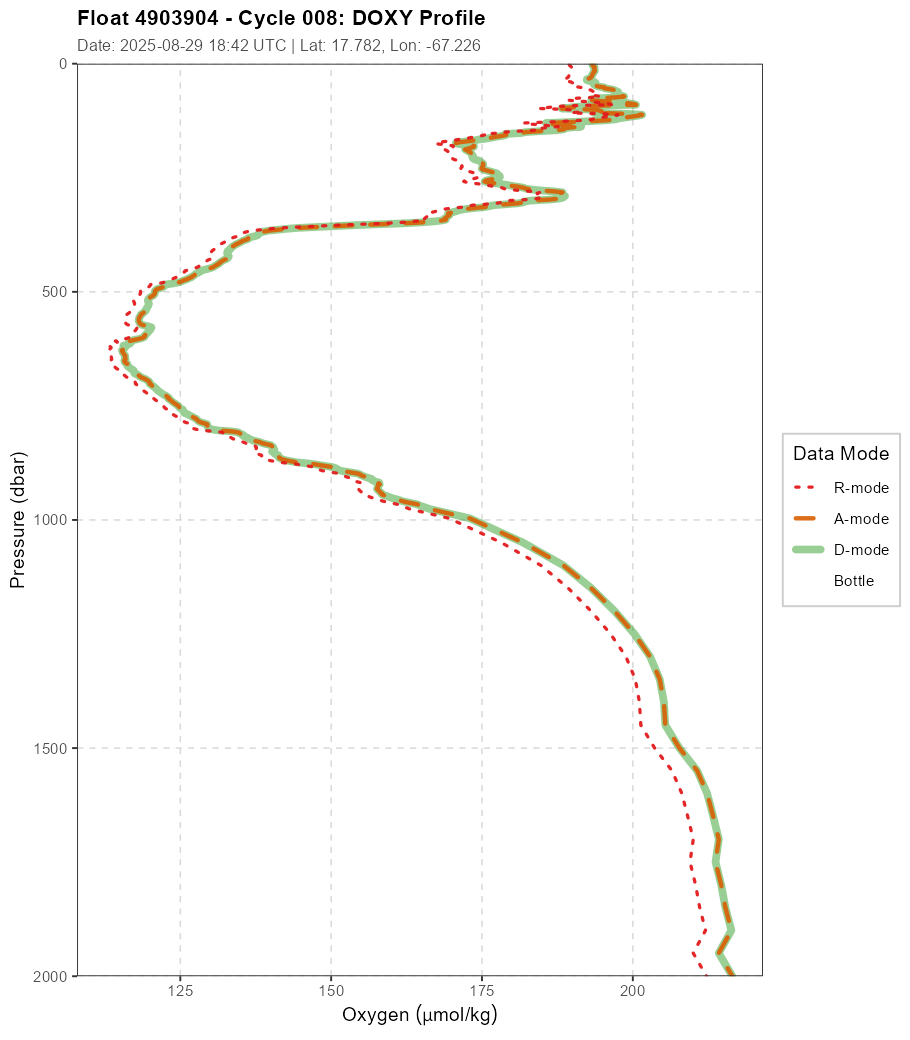 Float 4903904 - Cycle 008: DOXY Profile
Date: 2025-08-29 18:42 UTC | Lat: 17.782, Lon: -67.226
0
500
1000
1500
2000
Pressure (dbar)
125
150
175
200
Oxygen (μmol/kg)
Data Mode
R-mode
A-mode
D-mode
Bottle